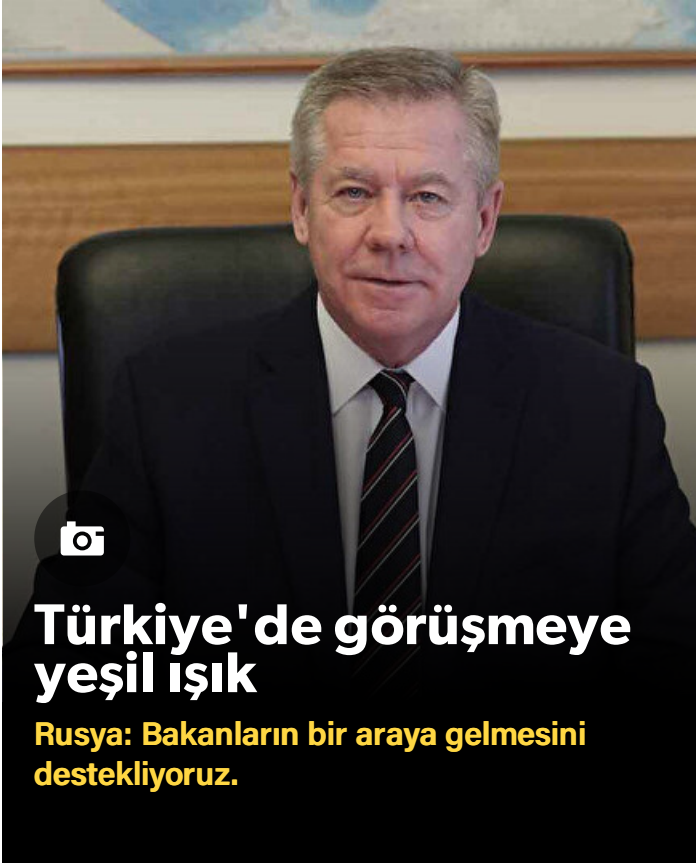 Türkiye'de görüşmeye
yeşil ışık
Rusya: Bakanların bir araya gelmesini
destekliyoruz.